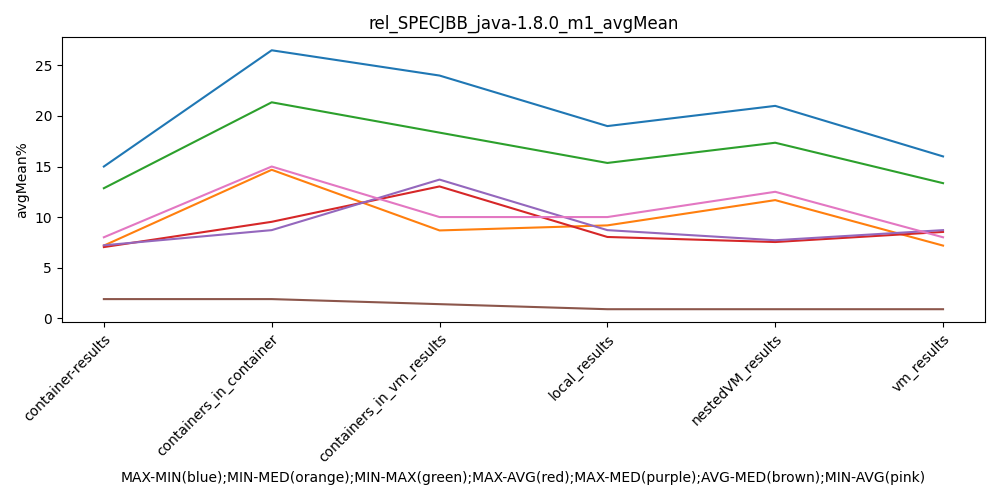 rel_SPECJBB_java-1.8.0_m1_avgMean
avgMean%
25
20
15
10
5
0
container-results
containers_in_container
containers_in_vm_results
local_results
nestedVM_results
vm_results
MAX-MIN(blue);MIN-MED(orange);MIN-MAX(green);MAX-AVG(red);MAX-MED(purple);AVG-MED(brown);MIN-AVG(pink)